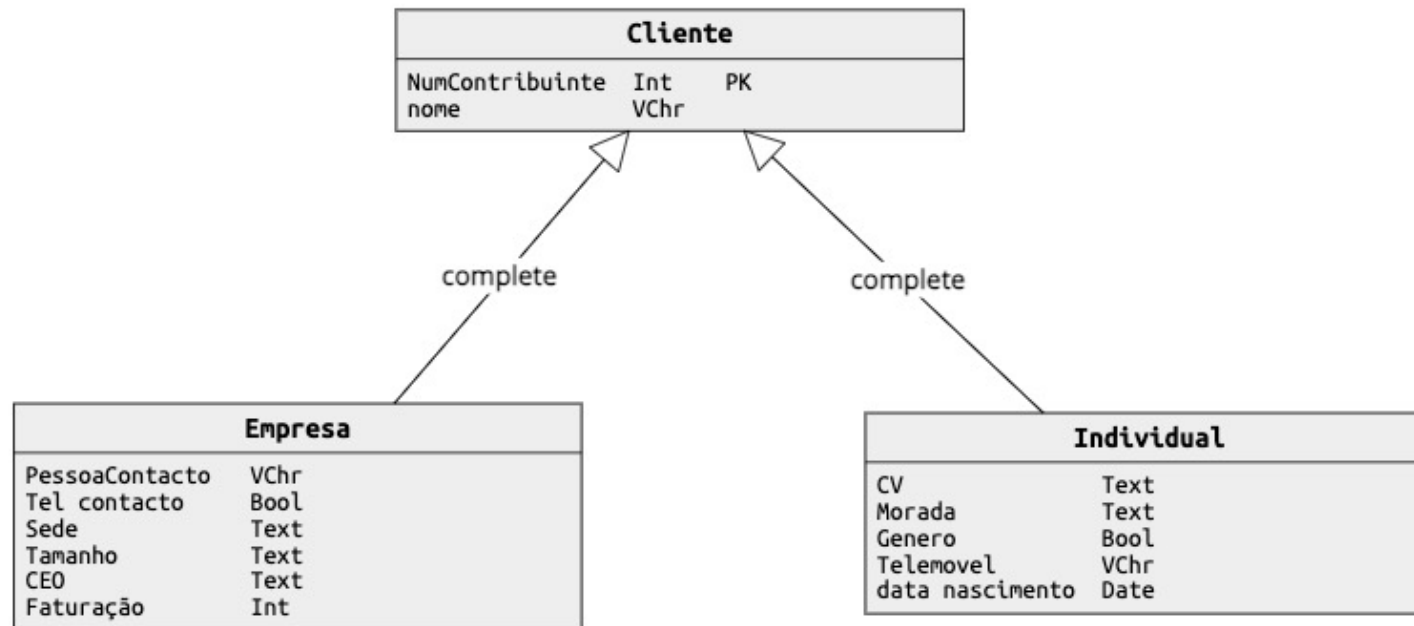 Cliente
NumContribuinte Int PK
nome VChr
complete
complete
Empresa
PessoaContacto VChr
Tel contacto Bool
Sede Text
Tamanho Text
CEO Text
Faturação Int
Individual
CV Text
Morada Text
Genero Bool
Telemovel VChr
data nascimento Date